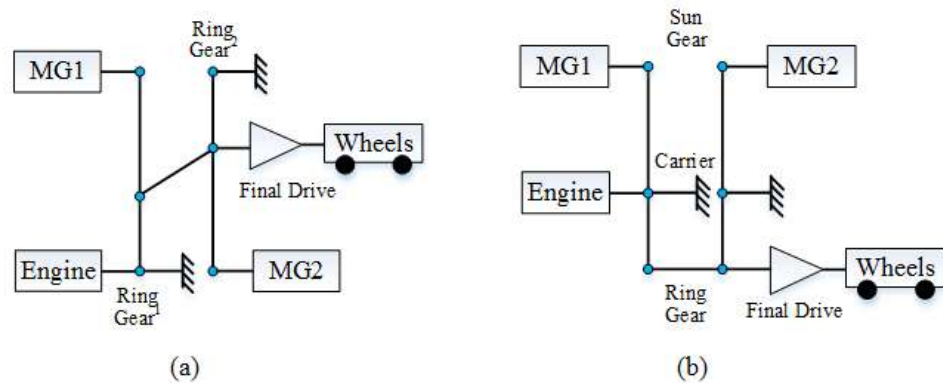 Ring
Gear²
MG1
Wheels
Final Drive
Engine
MG2
Ring
Gear¹
(a)
Sun
Gear
MG1
MG2
Carrier
Engine
Wheels
Ring
Gear
Final Drive
(b)